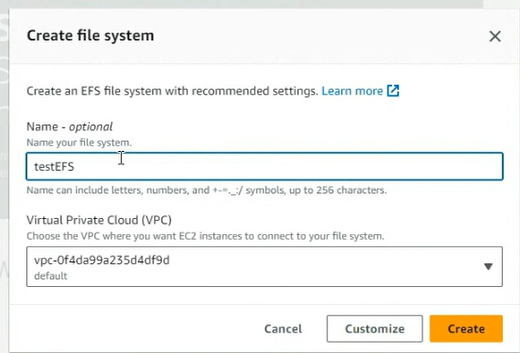 Create file system
Create an EFS file system with recommended settings. Learn more
Name - optional
Name your file system.
testEFS
Name can include letters, numbers, and +-=._:/ symbols, up to 256 characters.
Virtual Private Cloud (VPC)
Choose the VPC where you want EC2 instances to connect to your file system.
vpc-0f4da99a235d4df9d
default
Cancel Customize Create